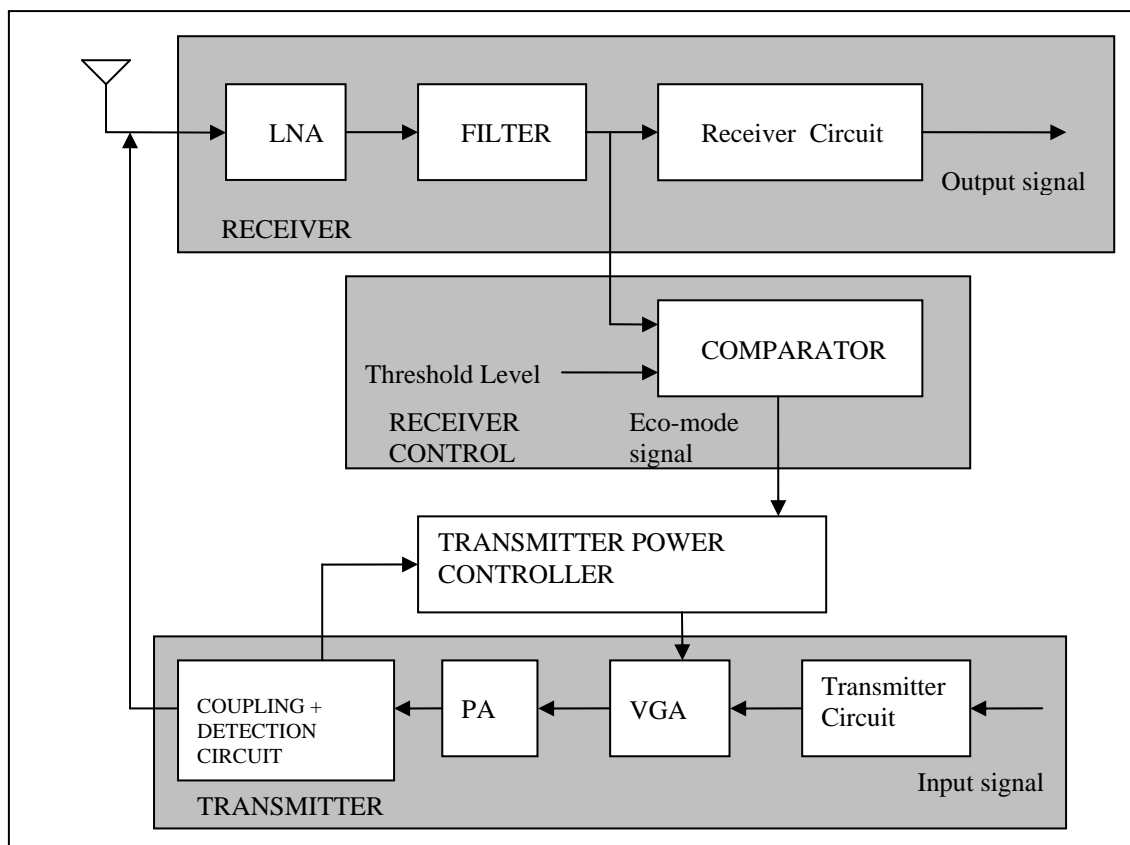 LNA
FILTER
Receiver Circuit
Output signal
RECEIVER
COMPARATOR
Threshold Level
RECEIVER
CONTROL
Eco-mode
signal
TRANSMITTER POWER
CONTROLLER
COUPLING +
DETECTION
CIRCUIT
PA
VGA
Transmitter
Circuit
Input signal
TRANSMITTER